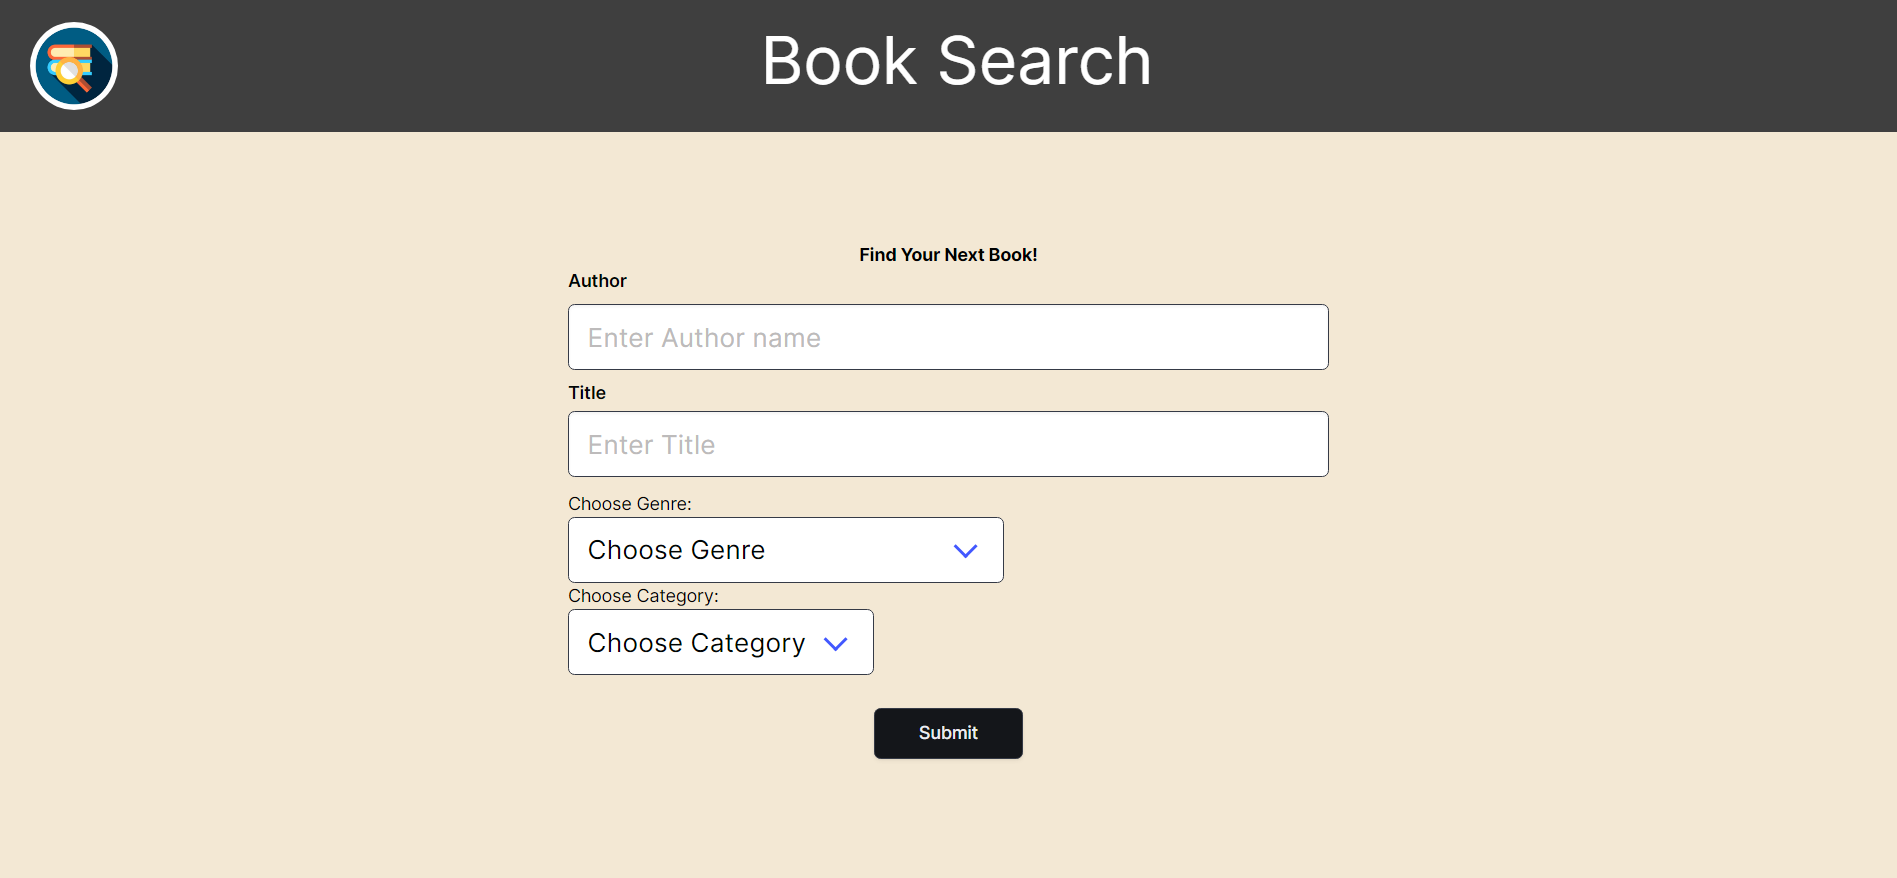 Book Search
Find Your Next Book!
Author
Enter Author name
Title
Enter Title
Choose Genre:
Choose Genre
Choose Category:
Choose Category
Submit